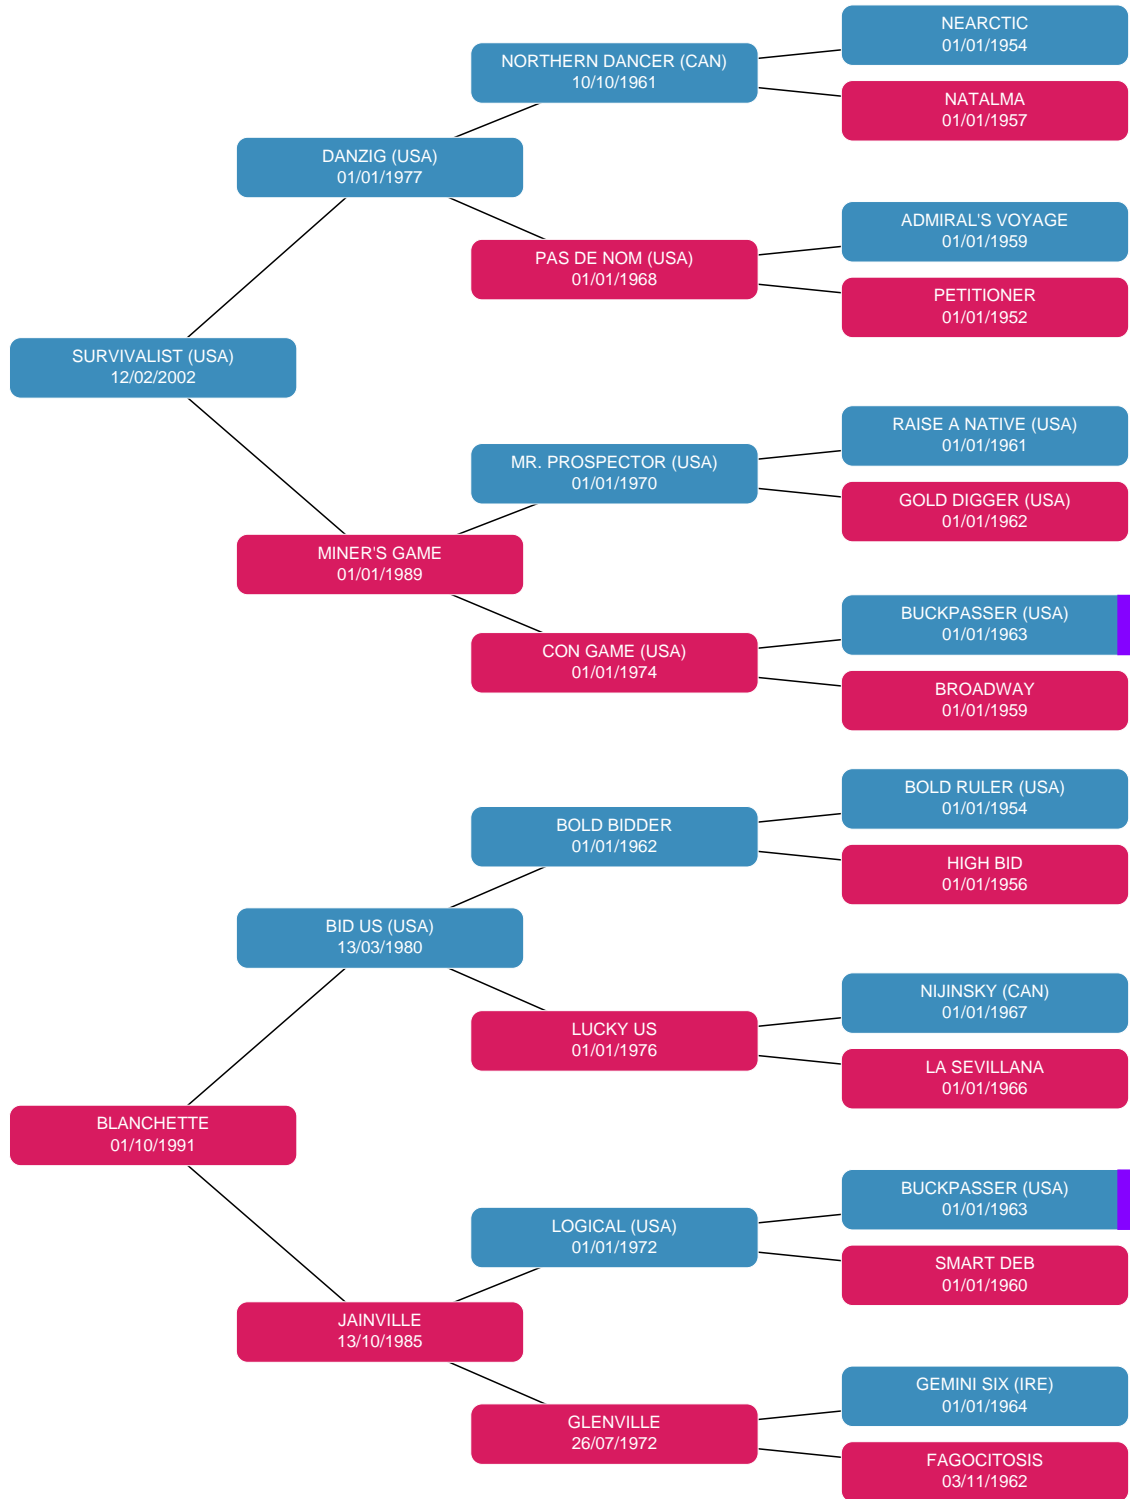 NEARCTIC
01/01/1954
NORTHERN DANCER (CAN)
10/10/1961
NATALMA
01/01/1957
DANZIG (USA)
01/01/1977
ADMIRAL'S VOYAGE
01/01/1959
PAS DE NOM (USA)
01/01/1968
PETITIONER
01/01/1952
SURVIVALIST (USA)
12/02/2002
RAISE A NATIVE (USA)
01/01/1961
MR. PROSPECTOR (USA)
01/01/1970
GOLD DIGGER (USA)
01/01/1962
MINER'S GAME
01/01/1989
BUCKPASSER (USA)
01/01/1963
CON GAME (USA)
01/01/1974
BROADWAY
01/01/1959
BOLD RULER (USA)
01/01/1954
BOLD BIDDER
01/01/1962
HIGH BID
01/01/1956
BID US (USA)
13/03/1980
NIJINSKY (CAN)
01/01/1967
LUCKY US
01/01/1976
LA SEVILLANA
01/01/1966
BLANCHETTE
01/10/1991
BUCKPASSER (USA)
01/01/1963
LOGICAL (USA)
01/01/1972
SMART DEB
01/01/1960
JAINVILLE
13/10/1985
GEMINI SIX (IRE)
01/01/1964
GLENVILLE
26/07/1972
FAGOCITOSIS
03/11/1962